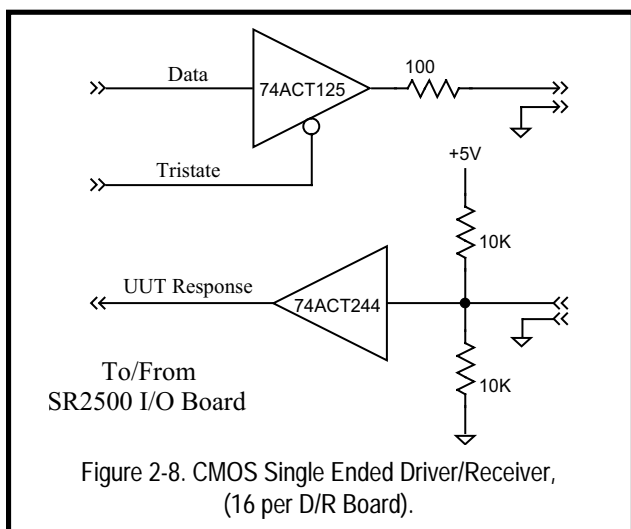 Data
74ACT125
100
Tristate
+5V
10K
UUT Response
74ACT244
10K
To/From
SR2500 I/O Board
Figure 2-8. CMOS Single Ended Driver/Receiver,
(16 per D/R Board).